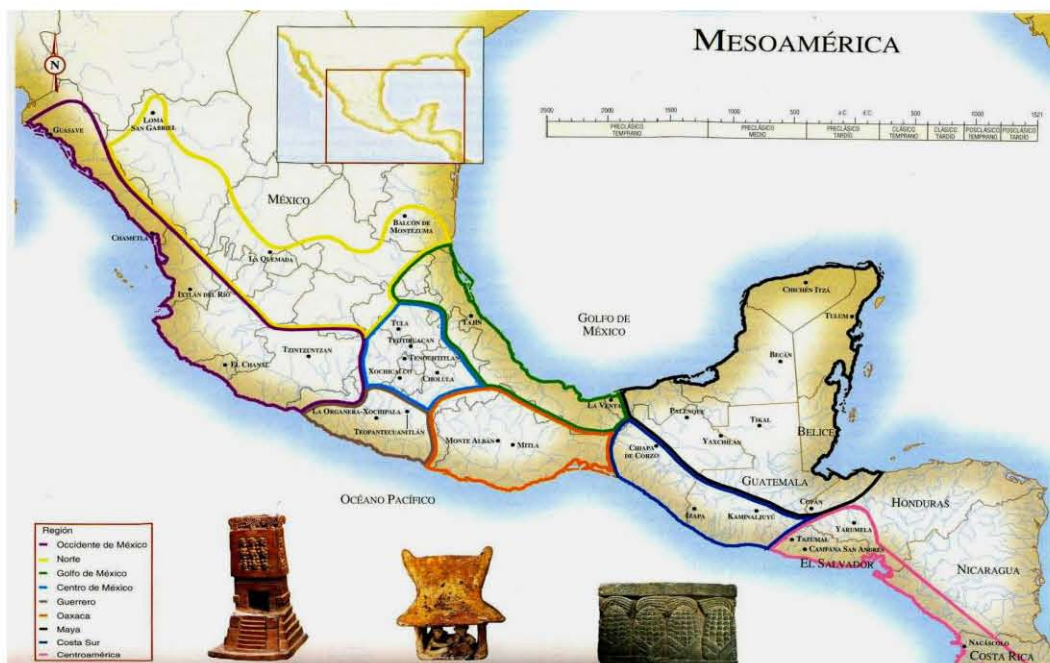 MESOAMÉRICA
N
2000
1500
1000
500
a.C.
d.C.
1000
1521
PRECLÁSICO
TEMPRANO
PRECLÁSICO
MEDIO
PRECLÁSICO
TARDÍO
CLÁSICO
TEMPRANO
CLÁSICO
TARDÍO
POSCLÁSICO
TEMPRANO
POSCLÁSICO
TARDÍO
GUASAVE
LOMA
SAN GABRIEL
MÉXICO
BALCÓN DE
MONTEZUMA
CHAMETLA
LA QUEMADA
IXTLÁN DEL RÍO
EL CHANAL
TZINTZUNTZAN
TULA
TEOTIHUACAN
TENOCHTITLAN
XOCHICALCO
CHOLULA
TAJÍN
GOLFO DE
MÉXICO
LA ORGANERA-XOCHIPALA
TEOPANTECUANITLÁN
MONTE ALBÁN
MITLA
LA VENTA
CHICHÉN ITZÁ
TULUM
BECÁN
PALENQUE
TIKAL
YAXCHILÁN
BELICE
CHIAPA
DE CORZO
GUATEMALA
IZAPA
KAMINALJUYÚ
COPÁN
HONDURAS
YARUMELA
TAZUMAL
CAMPANA SAN ANDRÉS
EL SALVADOR
NICARAGUA
NACASCOLO
COSTA RICA
OCÉANO PACÍFICO
Región
Occidente de México
Norte
Golfo de México
Centro de México
Guerrero
Oaxaca
Maya
Costa Sur
Centroamérica